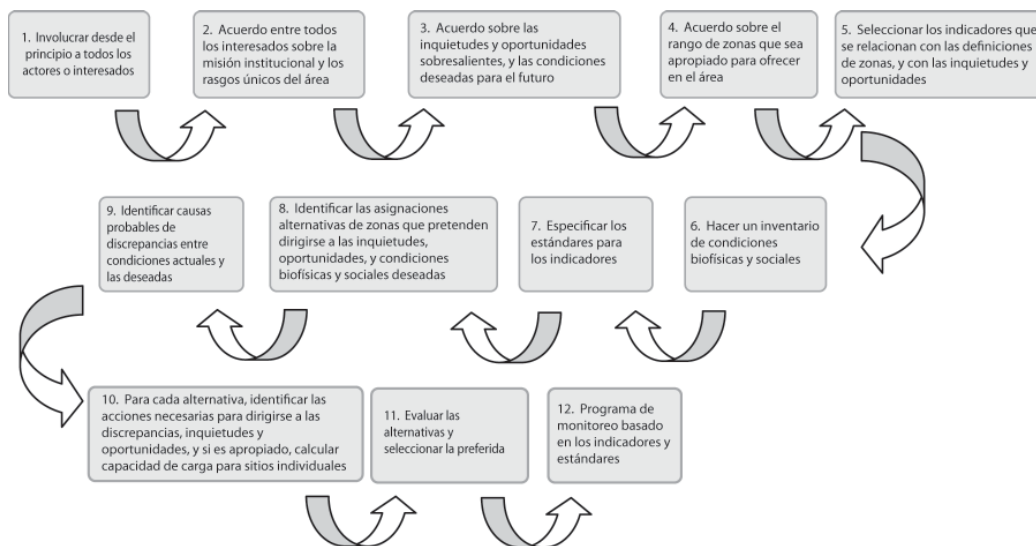 1. Involucrar desde el
principio a todos los
actores o interesados
2. Acuerdo entre todos
los interesados sobre la
misión institucional y los
rasgos únicos del área
3. Acuerdo sobre las
inquietudes y oportunidades
sobresalientes, y las condiciones
deseadas para el futuro
4. Acuerdo sobre el
rango de zonas que sea
apropiado para ofrecer
en el área
5. Seleccionar los indicadores que
se relacionan con las definiciones
de zonas, y con las inquietudes y
oportunidades
6. Hacer un inventario
de condiciones
biofísicas y sociales
7. Especificar los
estándares para
los indicadores
8. Identificar las asignaciones
alternativas de zonas que pretenden
dirigirse a las inquietudes,
oportunidades, y condiciones
biofísicas y sociales deseadas
9. Identificar causas
probables de
discrepancias entre
condiciones actuales y
las deseadas
10. Para cada alternativa, identificar las
acciones necesarias para dirigirse a las
discrepancias, inquietudes y
oportunidades, y si es apropiado, calcular
capacidad de carga para sitios individuales
11. Evaluar las
alternativas y
seleccionar la preferida
12. Programa de
monitoreo basado
en los indicadores y
estándares